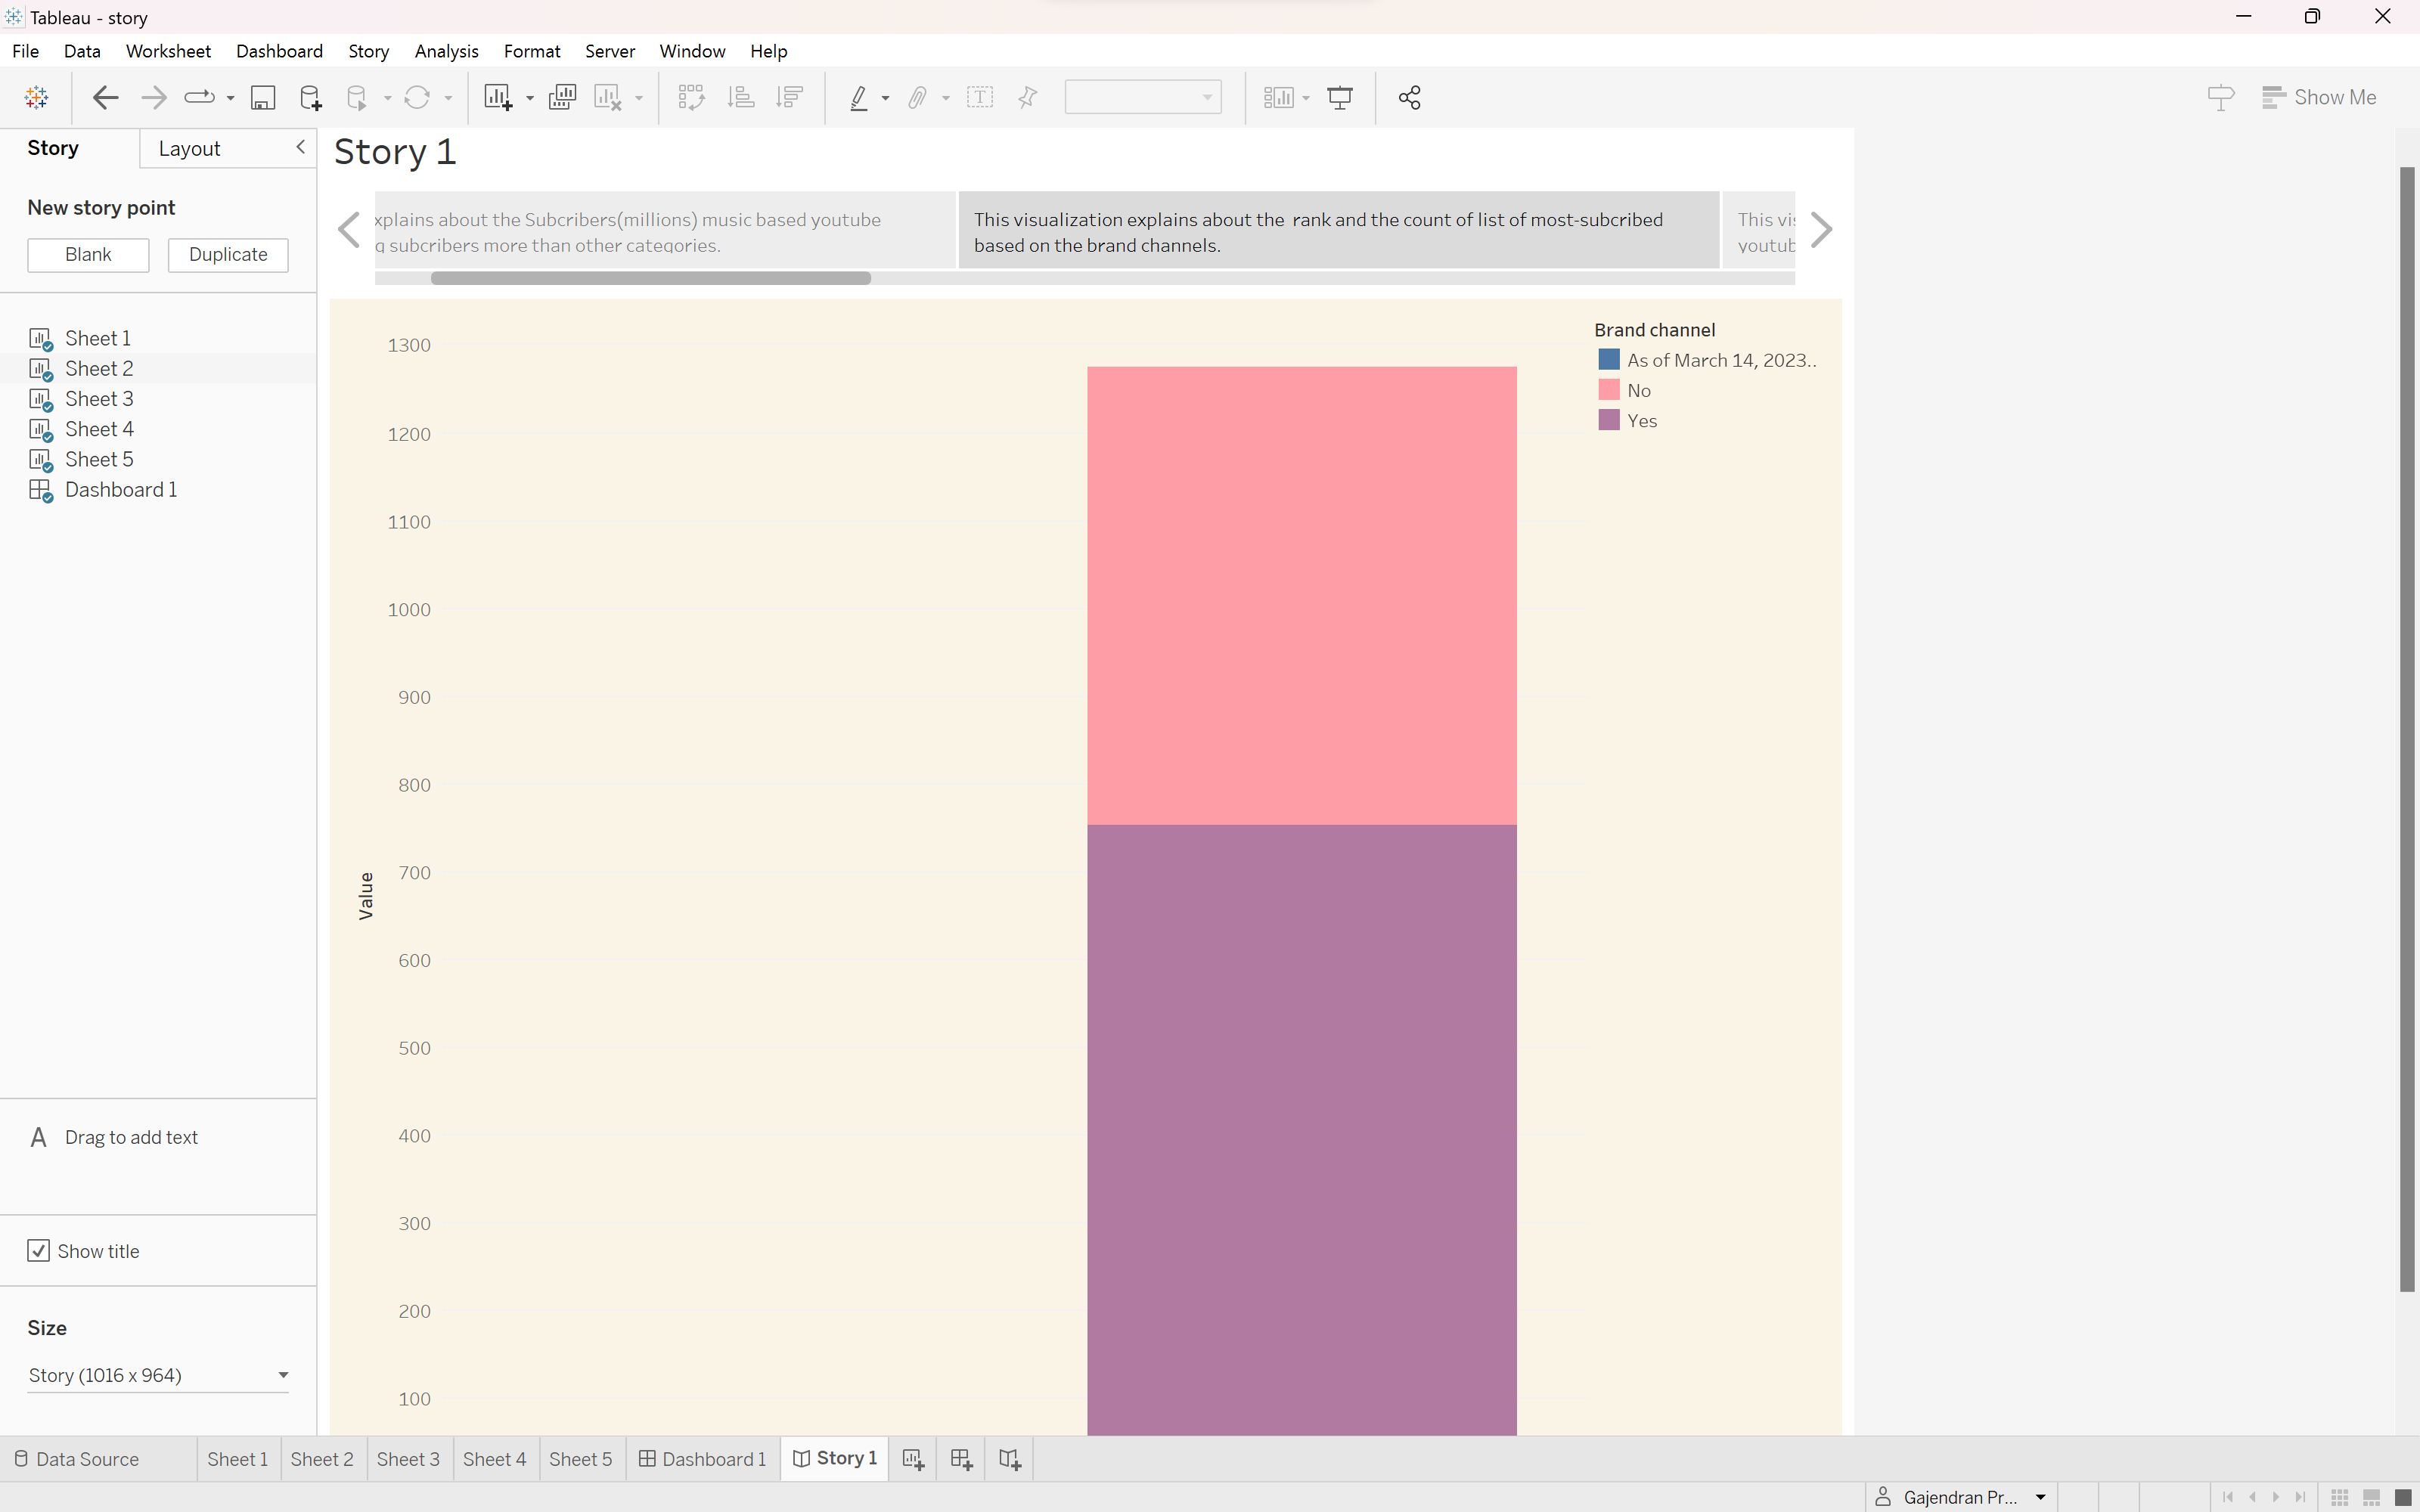 Tableau - story
File Data Worksheet Dashboard Story Analysis Format Server Window Help
Show Me
Story
Layout
New story point
Blank
Duplicate
Sheet 1
Sheet 2
Sheet 3
Sheet 4
Sheet 5
Dashboard 1
A Drag to add text
Show title
Size
Story (1016 x 964)
Story 1
xplains about the Subcribers(millions) music based youtube
g subcribers more than other categories.
This visualization explains about the rank and the count of list of most-subcribed
based on the brand channels.
This vi
youtub
1300
1200
1100
1000
900
800
700
600
500
400
300
200
100
Value
Brand channel
As of March 14, 2023..
No
Yes
Data Source Sheet 1 Sheet 2 Sheet 3 Sheet 4 Sheet 5 Dashboard 1 Story 1
Gajendran Pr...